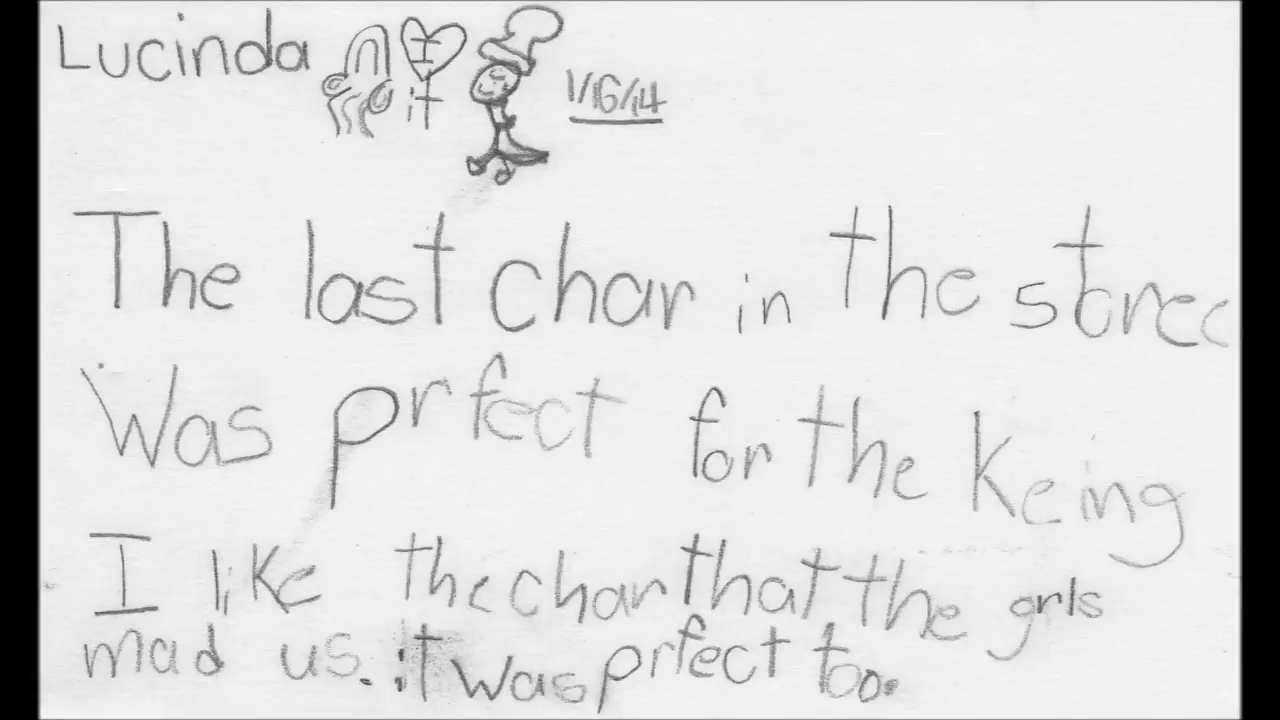 Lucinda I it 1/16/14
The last char in the storee
Was prfect for the Keing
I like the char that the grls
mad us. it was prfect too.